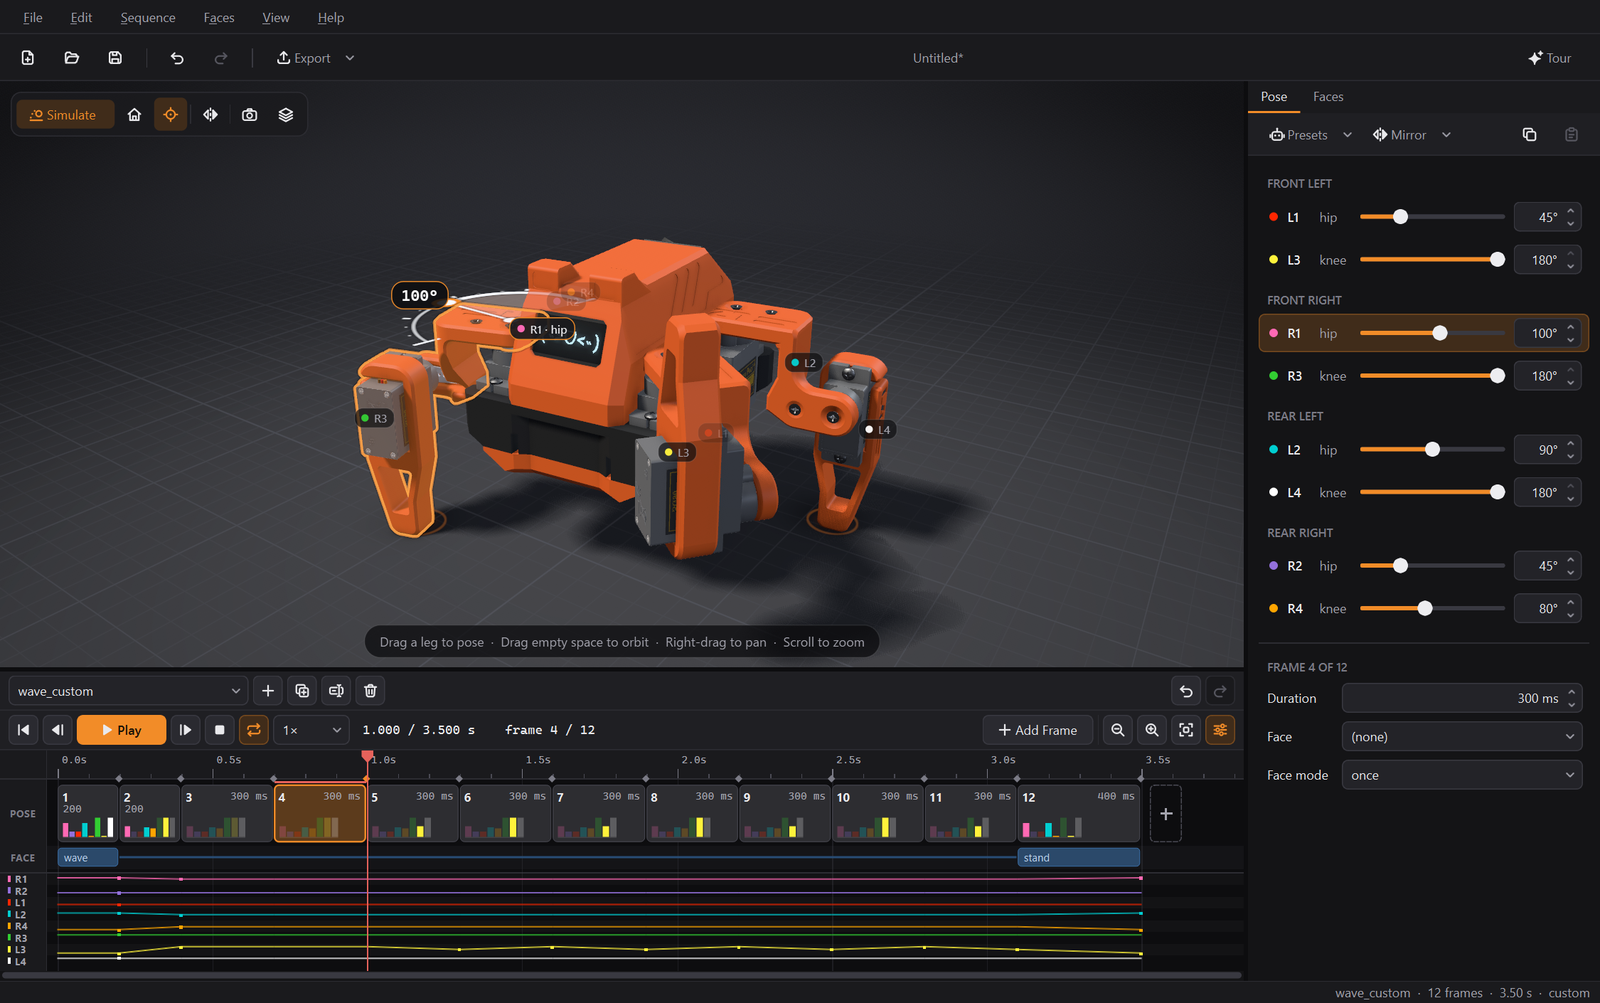 File Edit Sequence Faces View Help
Export Untitled* Tour
Simulate
Pose Faces
Presets Mirror
FRONT LEFT
L1 hip 45°
L3 knee 180°
FRONT RIGHT
R1 hip 100°
R3 knee 180°
REAR LEFT
L2 hip 90°
L4 knee 180°
REAR RIGHT
R2 hip 45°
R4 knee 80°
FRAME 4 OF 12
Duration 300 ms
Face (none)
Face mode once
R4
R2
100°
R1 · hip
L2
R3
L4
L1
L3
Drag a leg to pose · Drag empty space to orbit · Right-drag to pan · Scroll to zoom
wave_custom
Play 1× 1.000 / 3.500 s frame 4 / 12 + Add Frame
0.0s 0.5s 1.0s 1.5s 2.0s 2.5s 3.0s 3.5s
POSE
1 200
2 200
3 300 ms
4 300 ms
5 300 ms
6 300 ms
7 300 ms
8 300 ms
9 300 ms
10 300 ms
11 300 ms
12 400 ms
+
FACE wave stand
R1
R2
L1
L2
R4
R3
L3
L4
wave_custom · 12 frames · 3.50 s · custom